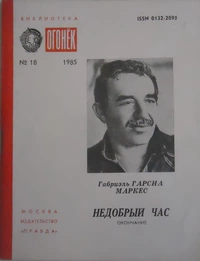 БИБЛИОТЕКА
ОГОНЕК
ISSN 0132-2095
№ 18
1985
Габриэль ГАРСИА
МАРКЕС
НЕДОБРЫЙ ЧАС
МОСКВА
ИЗДАТЕЛЬСТВО
«ПРАВДА»